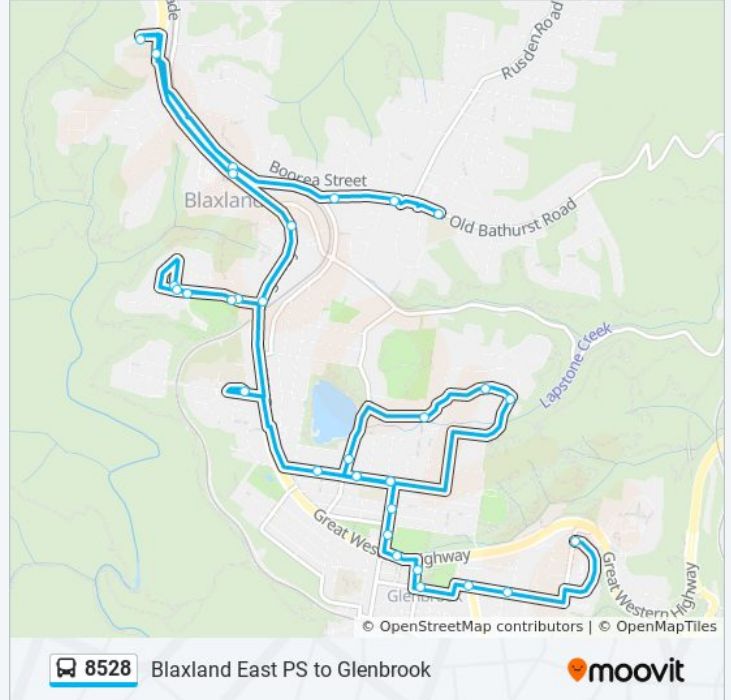 ade
Rusden Road
Boorea Street
Blaxland
Old Bathurst Road
Lapstone Creek
Great Western Highway
Great Western Highway
Glenbrook
© OpenStreetMap contributors | © OpenMapTiles
8528 Blaxland East PS to Glenbrook
moovit